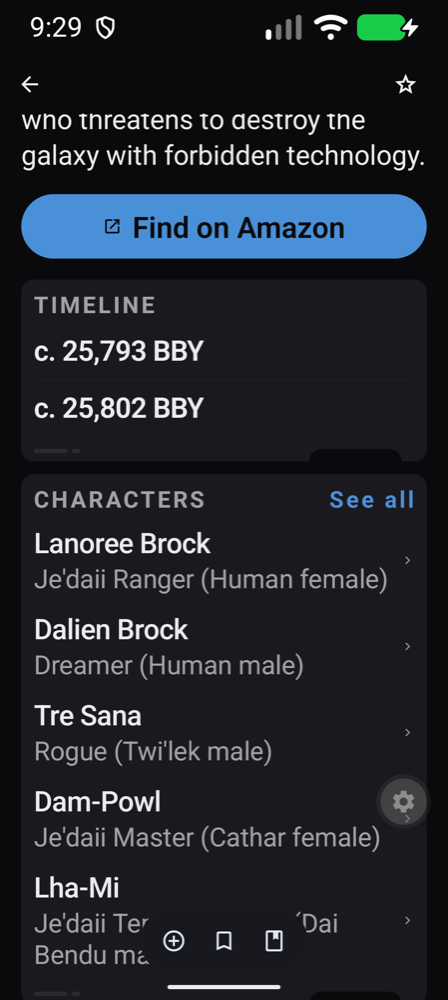 9:29
who threatens to destroy the
galaxy with forbidden technology.
Find on Amazon
TIMELINE
c. 25,793 BBY
c. 25,802 BBY
CHARACTERS
See all
Lanoree Brock
Je'daii Ranger (Human female)
Dalien Brock
Dreamer (Human male)
Tre Sana
Rogue (Twi'lek male)
Dam-Powl
Je'daii Master (Cathar female)
Lha-Mi
Je'daii (Dai
Bendu